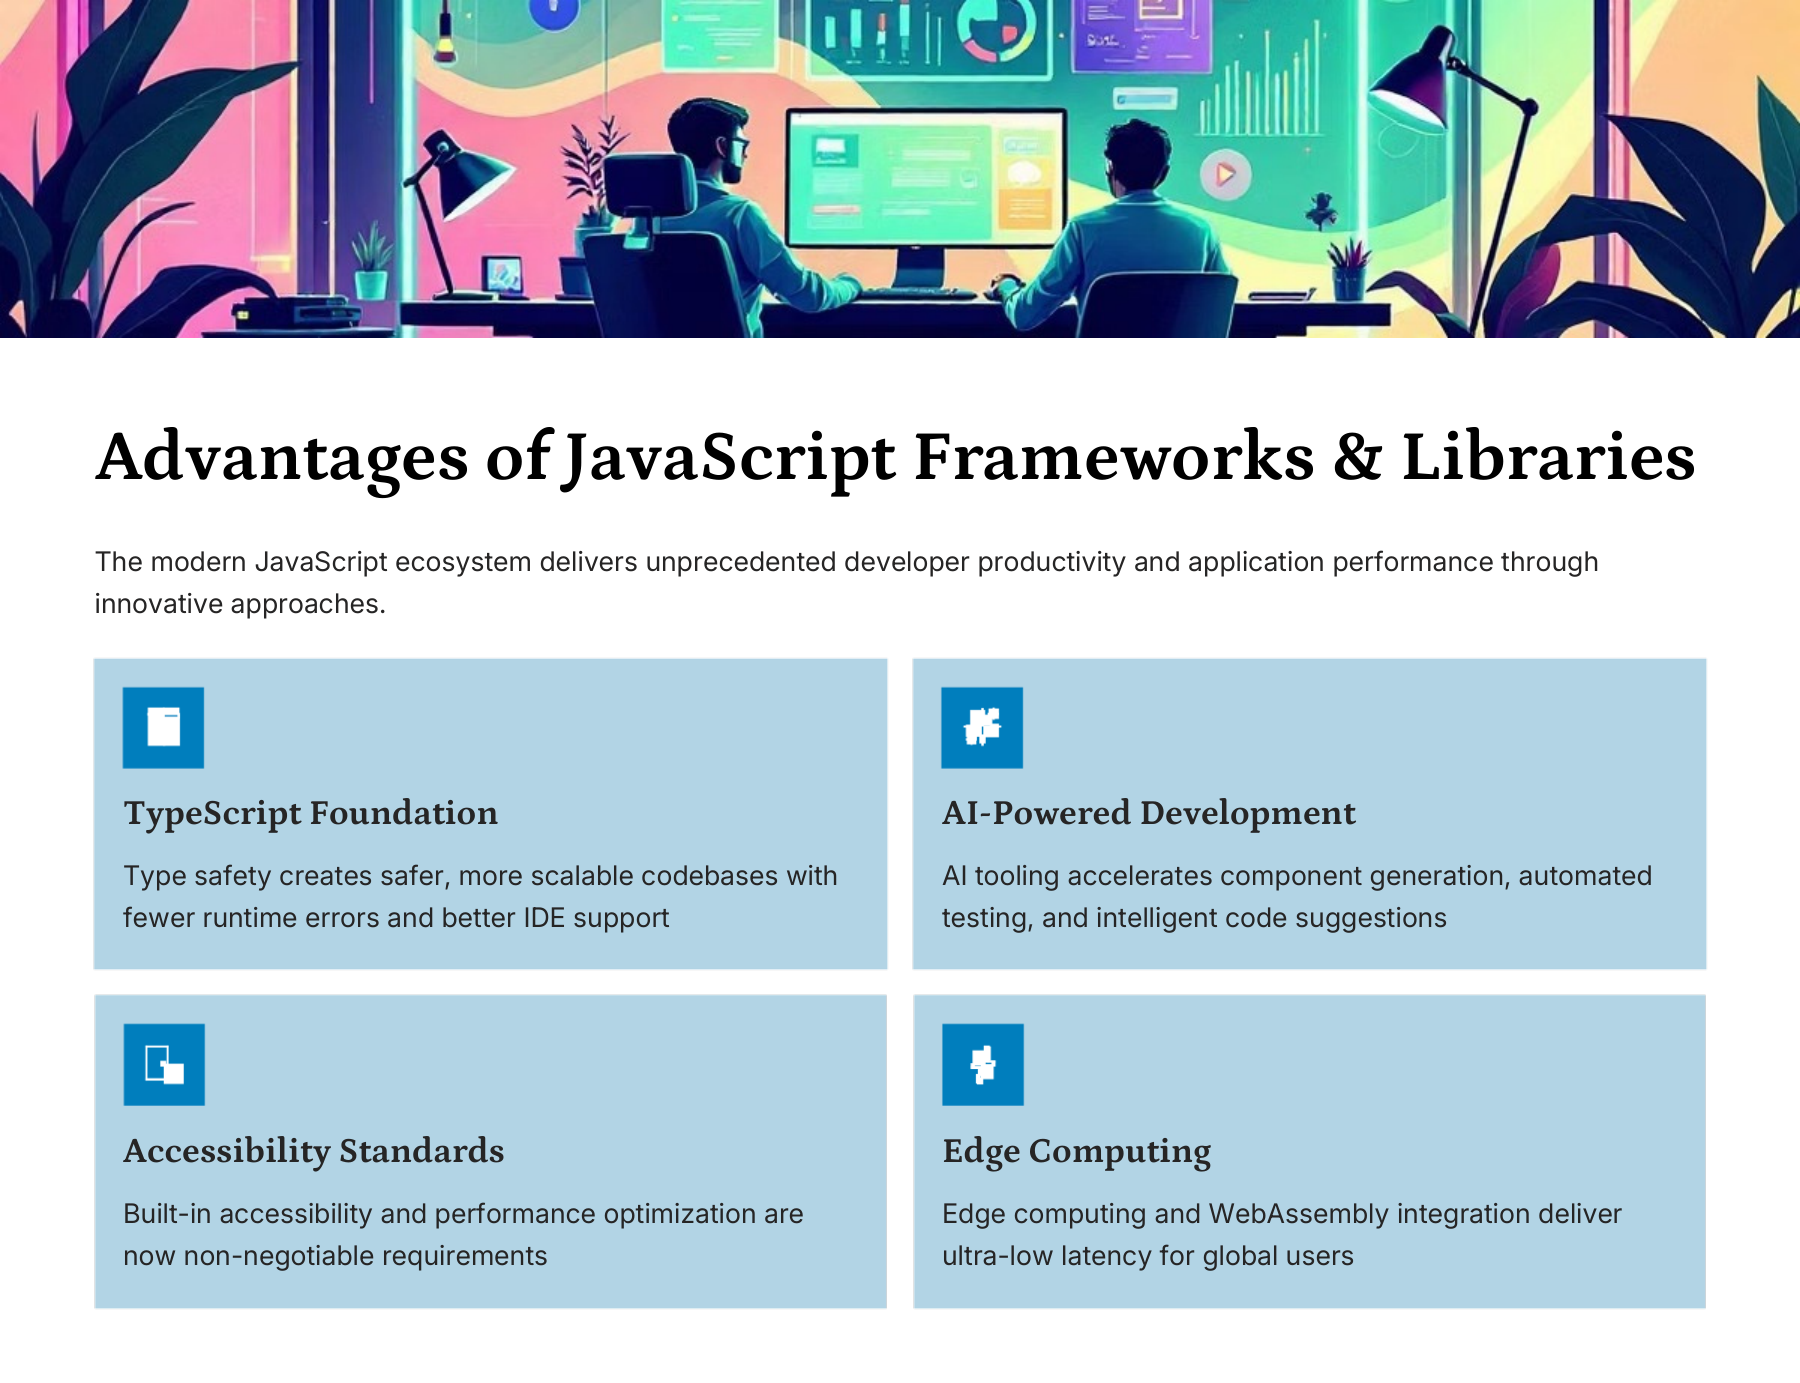 Advantages of JavaScript Frameworks & Libraries
The modern JavaScript ecosystem delivers unprecedented developer productivity and application performance through
innovative approaches.
TypeScript Foundation
Type safety creates safer, more scalable codebases with
fewer runtime errors and better IDE support
AI-Powered Development
AI tooling accelerates component generation, automated
testing, and intelligent code suggestions
Accessibility Standards
Built-in accessibility and performance optimization are
now non-negotiable requirements
Edge Computing
Edge computing and WebAssembly integration deliver
ultra-low latency for global users